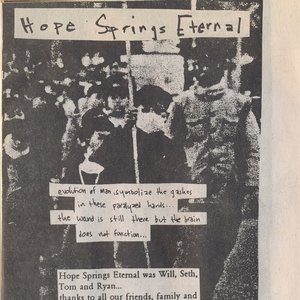 Hope Springs Eternal
evolution of man, symbolize the gashes
in these paralyzed hands...
the wound is still there but the brain
does not function...
Hope Springs Eternal was Will, Seth,
Tom and Ryan...
thanks to all our friends, family and